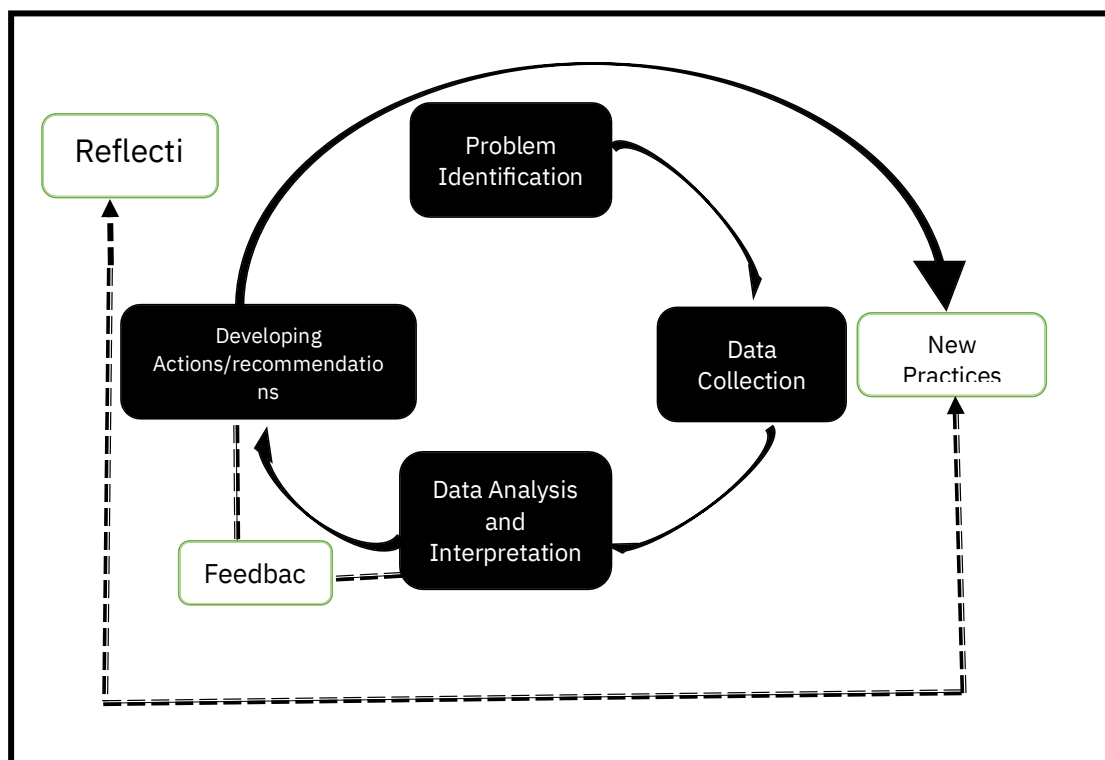 Reflecti
Problem
Identification
Developing
Actions/recommendatio
ns
Data
Collection
New
Practices
Data Analysis
and
Interpretation
Feedbac